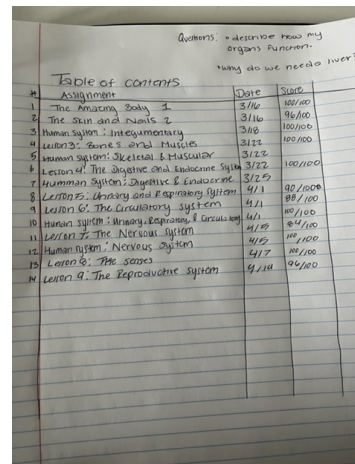 Questions: • describe how my
organs function.
• why do we need a liver?
Table of contents
# Assignment Date Score
1 The Amazing Body 1 3/16 100/100
2 The Skin and Nails 2 3/16 96/100
3 Human System: Integumentary 3/18 100/100
4 Lesson 3: Bones and Muscles 3/22 100/100
5 Human system: Skeletal & Muscular 3/22
6 Lesson 4: The Digestive and Endocrine System 3/22 100/100
7 Humman System: Digestive & Endocrine 3/25
8 Lesson 5: Urinary and Respiratory System 4/1 90/100
9 Lesson 6: The Circulatory System 4/1 88/100
10 Human System: Urinary, Respiratory, & Circulatory 4/1 100/100
11 Lesson 7: The Nervous System 4/5 84/100
12 Human System: Nervous System 4/5 100/100
13 Lesson 8: The Senses 4/7 100/100
14 Lesson 9: The Reproductive System 4/14 96/100